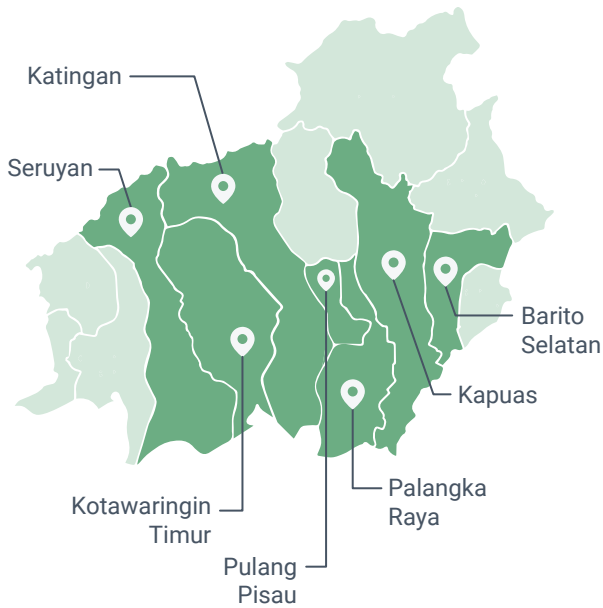 Katingan
Seruyan
Barito
Selatan
Kapuas
Palangka
Raya
Kotawaringin
Timur
Pulang
Pisau